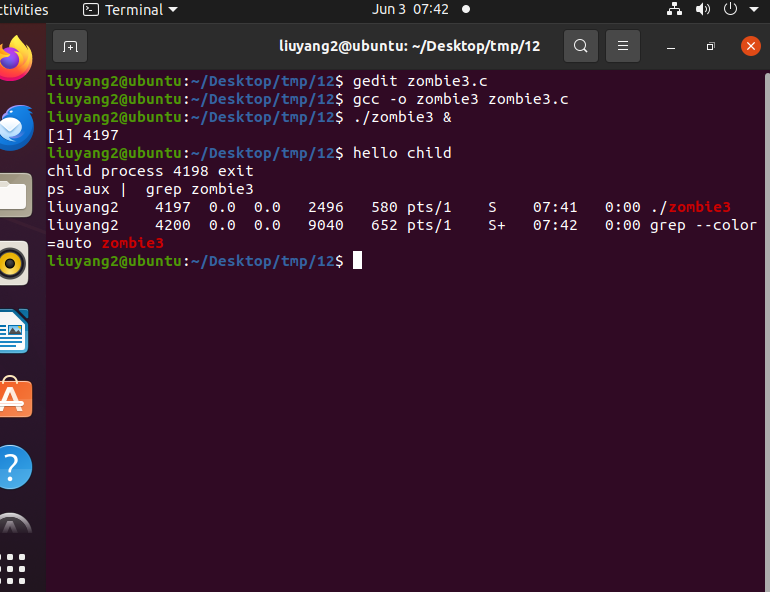 ctivities Terminal Jun 3 07:42
liuyang2@ubuntu: ~/Desktop/tmp/12
liuyang2@ubuntu:~/Desktop/tmp/12$ gedit zombie3.c
liuyang2@ubuntu:~/Desktop/tmp/12$ gcc -o zombie3 zombie3.c
liuyang2@ubuntu:~/Desktop/tmp/12$ ./zombie3 &
[1] 4197
liuyang2@ubuntu:~/Desktop/tmp/12$ hello child
child process 4198 exit
ps -aux |  grep zombie3
liuyang2    4197  0.0  0.0   2496   580 pts/1    S    07:41   0:00 ./zombie3
liuyang2    4200  0.0  0.0   9040   652 pts/1    S+   07:42   0:00 grep --color
=auto zombie3
liuyang2@ubuntu:~/Desktop/tmp/12$